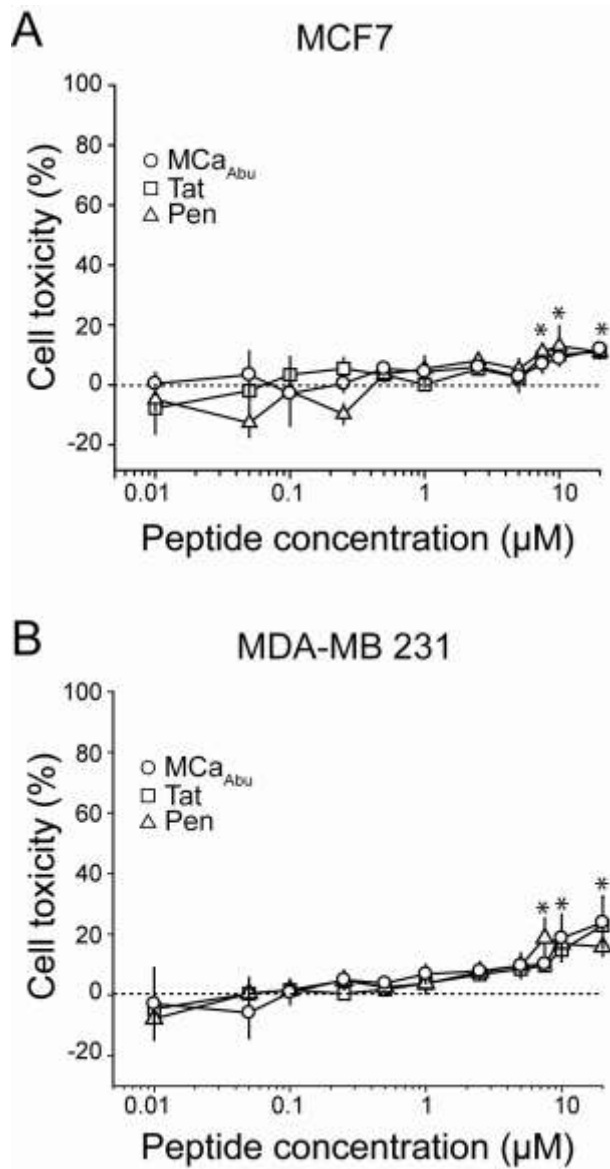 A
MCF7
100
80
60
40
20
0
-20
Cell toxicity (%)
MCa_Abu
Tat
Pen
* * *
0.01 0.1 1 10
Peptide concentration (µM)
B
MDA-MB 231
100
80
60
40
20
0
-20
Cell toxicity (%)
MCa_Abu
Tat
Pen
* * *
0.01 0.1 1 10
Peptide concentration (µM)